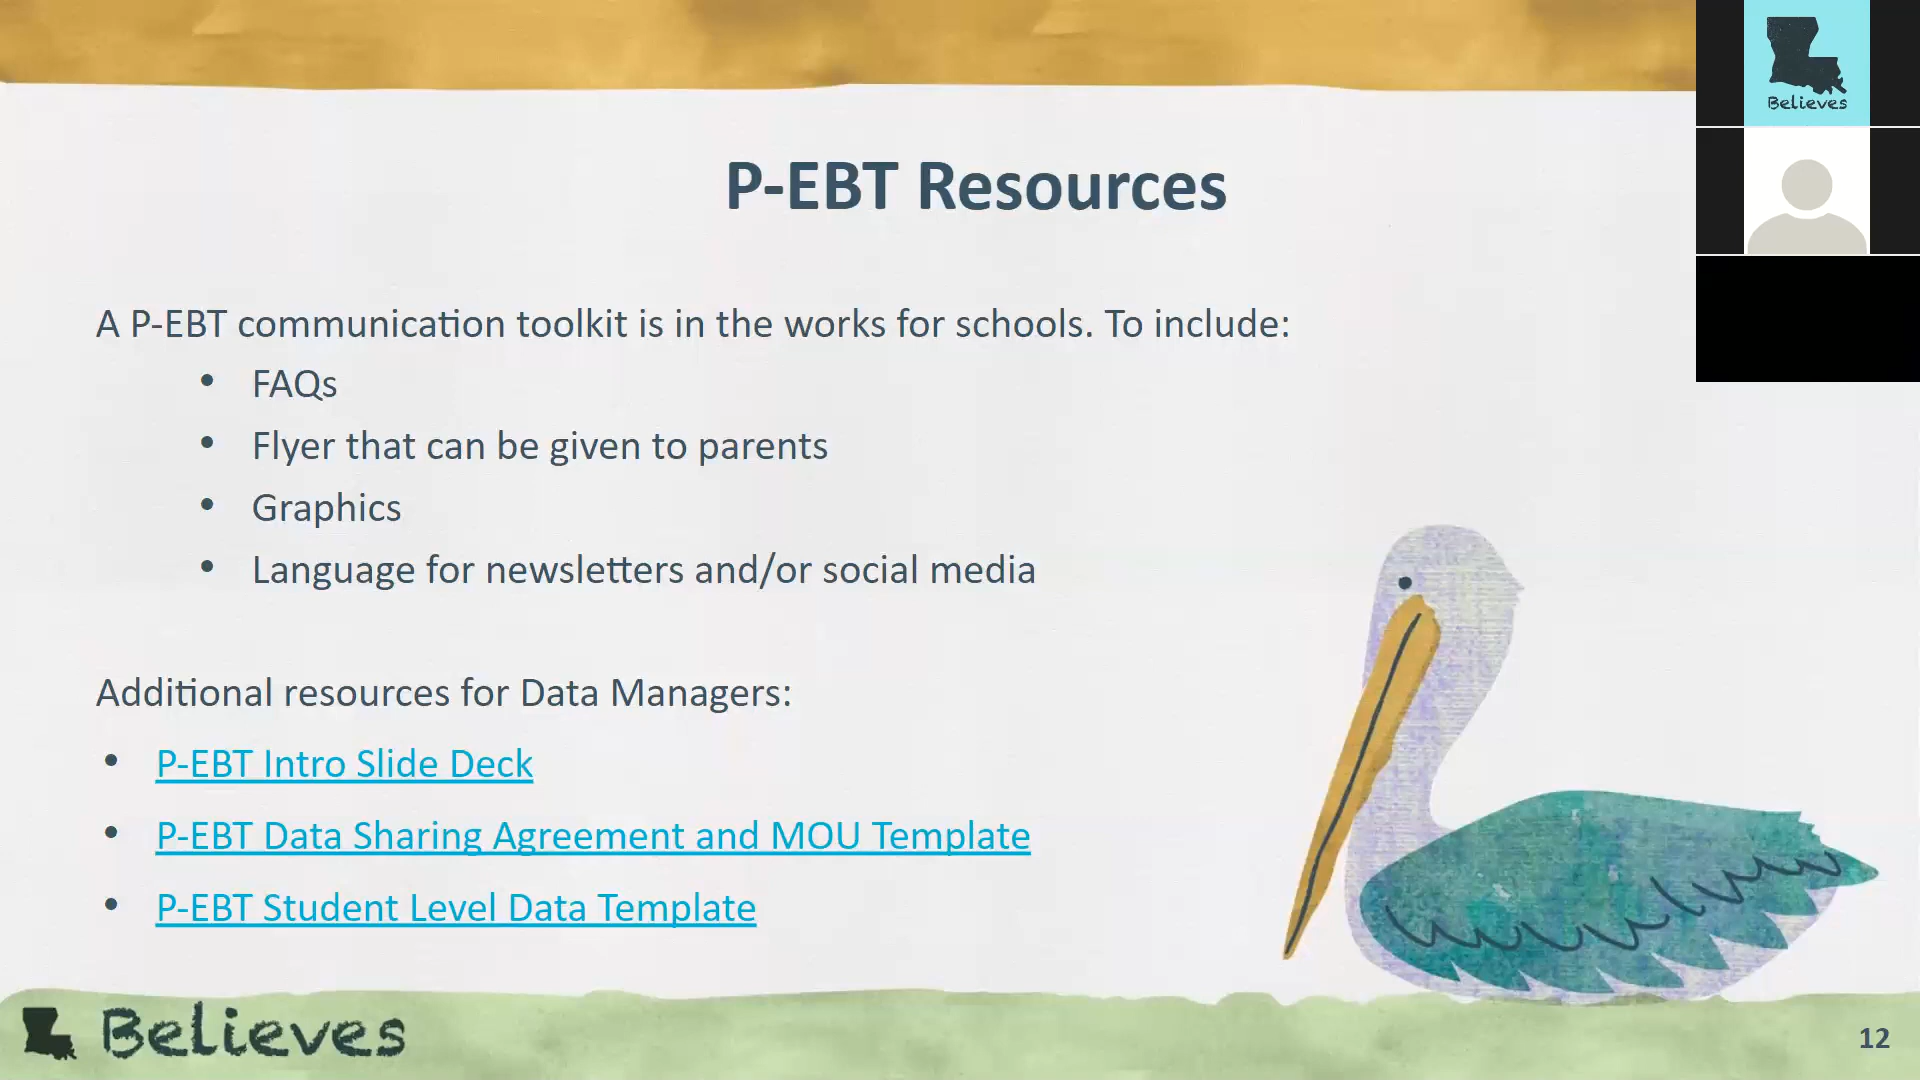 Believes
P-EBT Resources
A P-EBT communication toolkit is in the works for schools. To include:
• FAQs
• Flyer that can be given to parents
• Graphics
• Language for newsletters and/or social media
Additional resources for Data Managers:
• P-EBT Intro Slide Deck
• P-EBT Data Sharing Agreement and MOU Template
• P-EBT Student Level Data Template
Believes
12